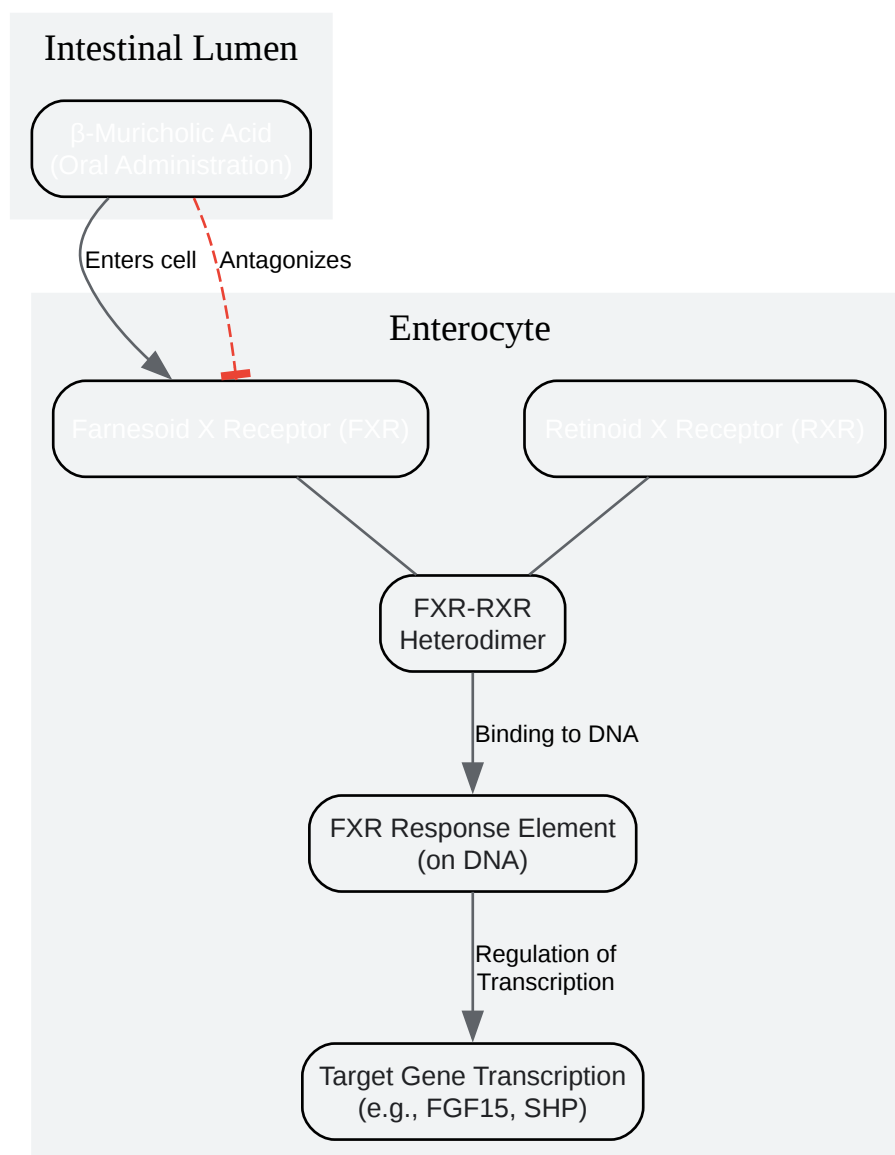 Intestinal Lumen
β-Muricholic Acid
(Oral Administration)
Enters cell
Antagonizes
Enterocyte
Farnesoid X Receptor (FXR)
Retinoid X Receptor (RXR)
FXR-RXR
Heterodimer
Binding to DNA
FXR Response Element
(on DNA)
Regulation of
Transcription
Target Gene Transcription
(e.g., FGF15, SHP)